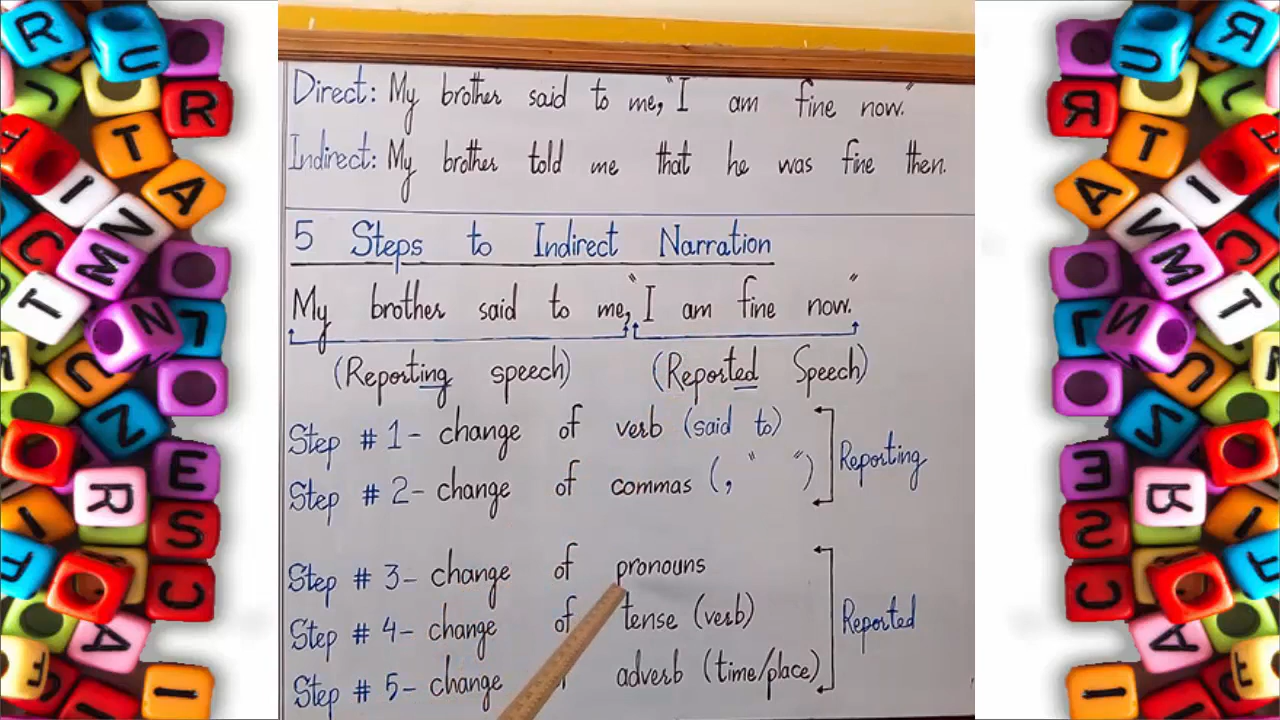 Direct: My brother said to me, "I am fine now."
Indirect: My brother told me that he was fine then.
5 Steps to Indirect Narration
My brother said to me, "I am fine now."
(Reporting speech) (Reported Speech)
Step # 1- change of verb (said to)
Step # 2- change of commas (, " ")
Reporting
Step # 3- change of pronouns
Step # 4- change of tense (verb)
Reported
Step # 5- change adverb (time/place)